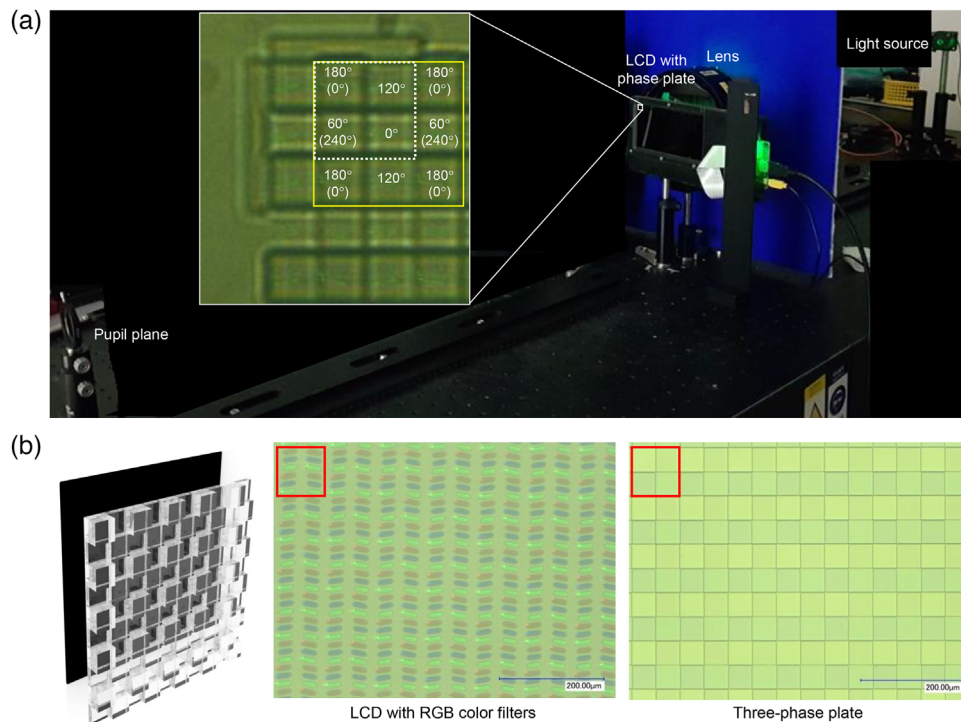 (a)
Light source
Lens
LCD with
phase plate
180° 180°
(0°) 120° (0°)
60° 60°
(240°) 0° (240°)
180° 180°
(0°) 120° (0°)
Pupil plane
(b)
200.00μm 200.00μm
LCD with RGB color filters Three-phase plate